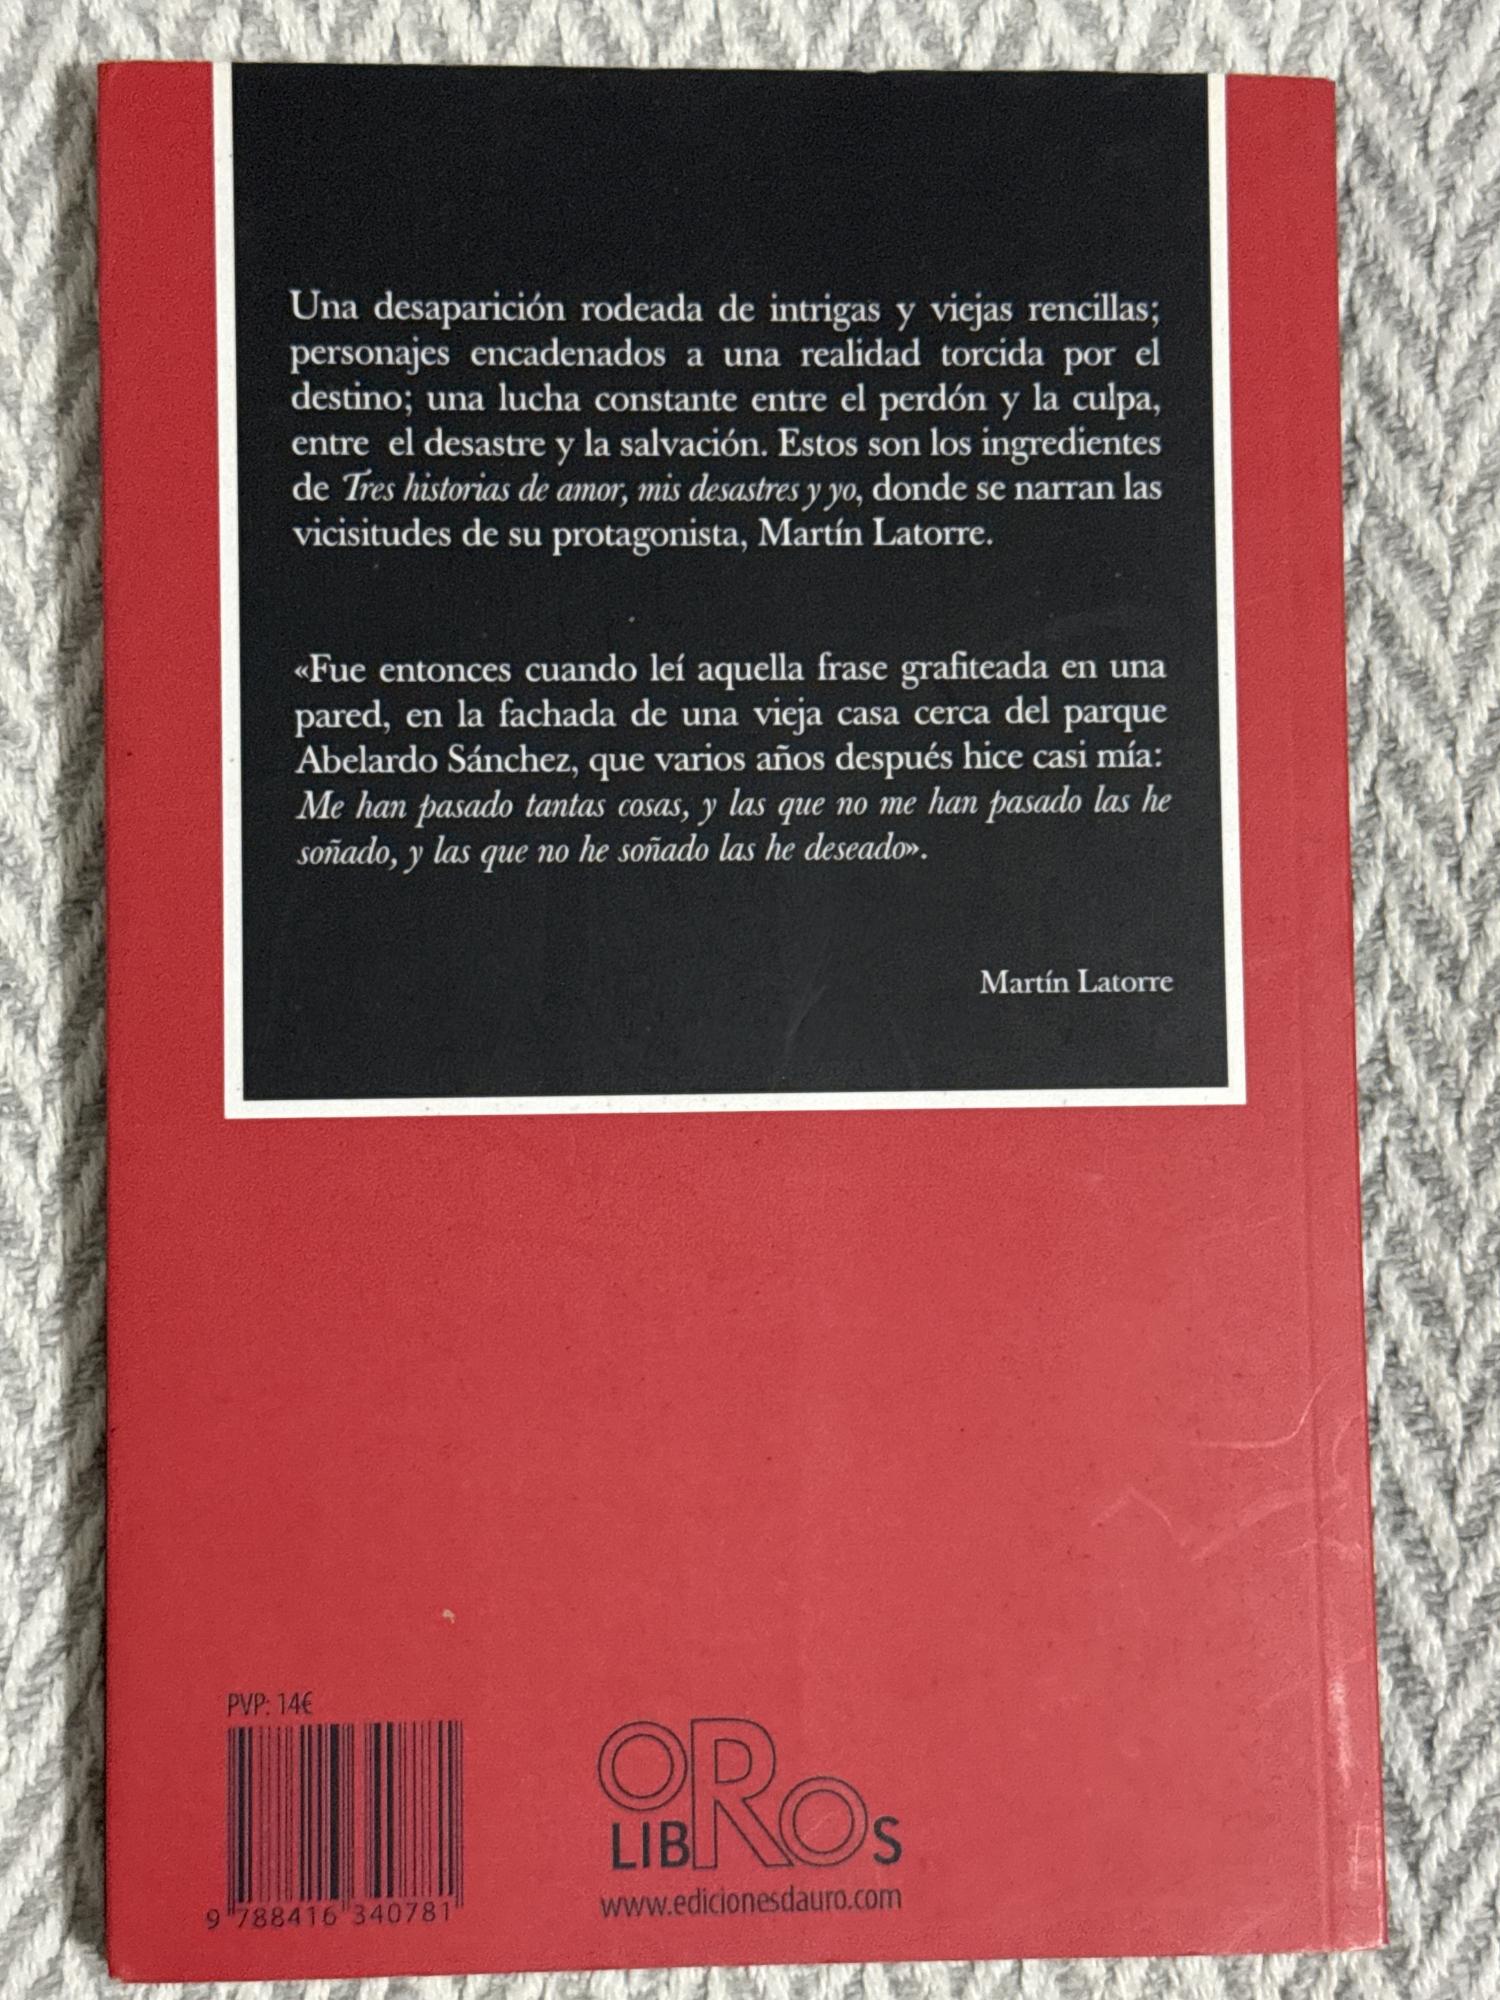 Una desaparición rodeada de intrigas y viejas rencillas;
personajes encadenados a una realidad torcida por el
destino; una lucha constante entre el perdón y la culpa,
entre el desastre y la salvación. Estos son los ingredientes
de Tres historias de amor, mis desastres y yo, donde se narran las
vicisitudes de su protagonista, Martín Latorre.
«Fue entonces cuando leí aquella frase grafiteada en una
pared, en la fachada de una vieja casa cerca del parque
Abelardo Sánchez, que varios años después hice casi mía:
Me han pasado tantas cosas, y las que no me han pasado las he
soñado, y las que no he soñado las he deseado».
Martín Latorre
PVP: 14€
9 788416 340781
ORO
LIBROS
www.edicionesdauro.com